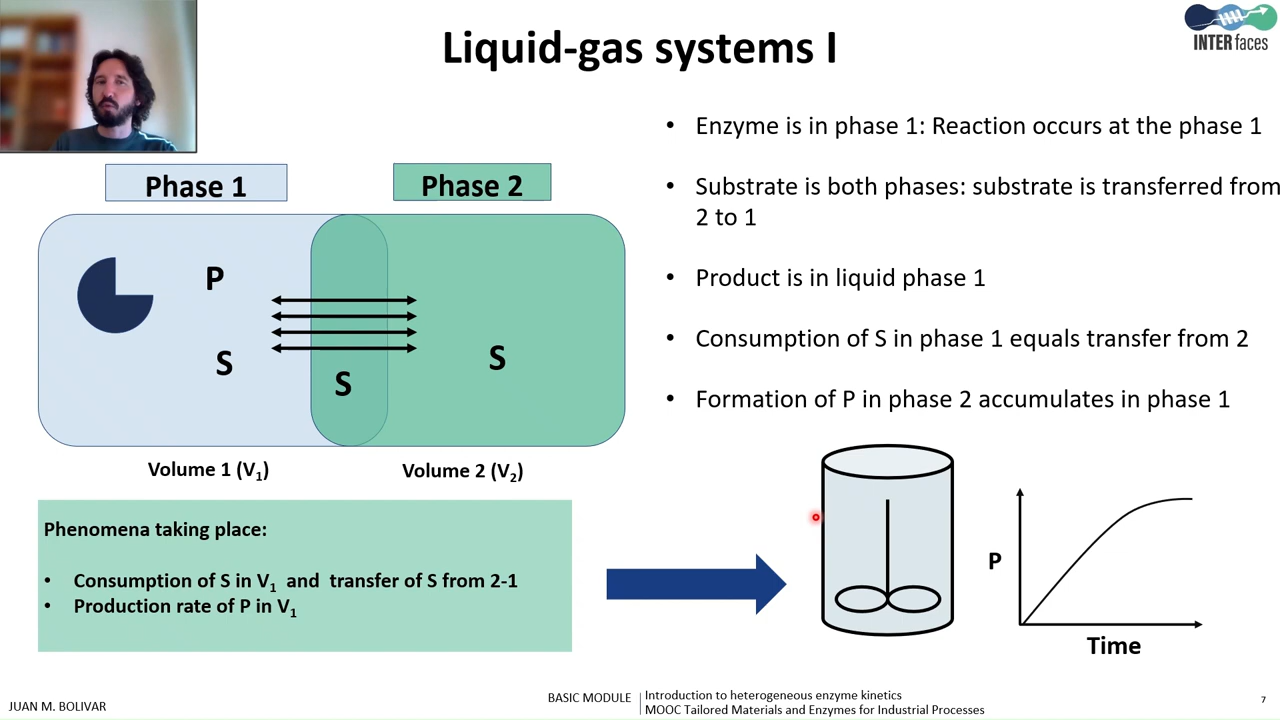 Liquid-gas systems I
INTERfaces
Phase 1
Phase 2
P
S
S
S
Volume 1 (V1)
Volume 2 (V2)
• Enzyme is in phase 1: Reaction occurs at the phase 1
• Substrate is both phases: substrate is transferred from
2 to 1
• Product is in liquid phase 1
• Consumption of S in phase 1 equals transfer from 2
• Formation of P in phase 2 accumulates in phase 1
Phenomena taking place:
• Consumption of S in V1 and transfer of S from 2-1
• Production rate of P in V1
P
Time
JUAN M. BOLIVAR
BASIC MODULE
Introduction to heterogeneous enzyme kinetics
MOOC Tailored Materials and Enzymes for Industrial Processes
7